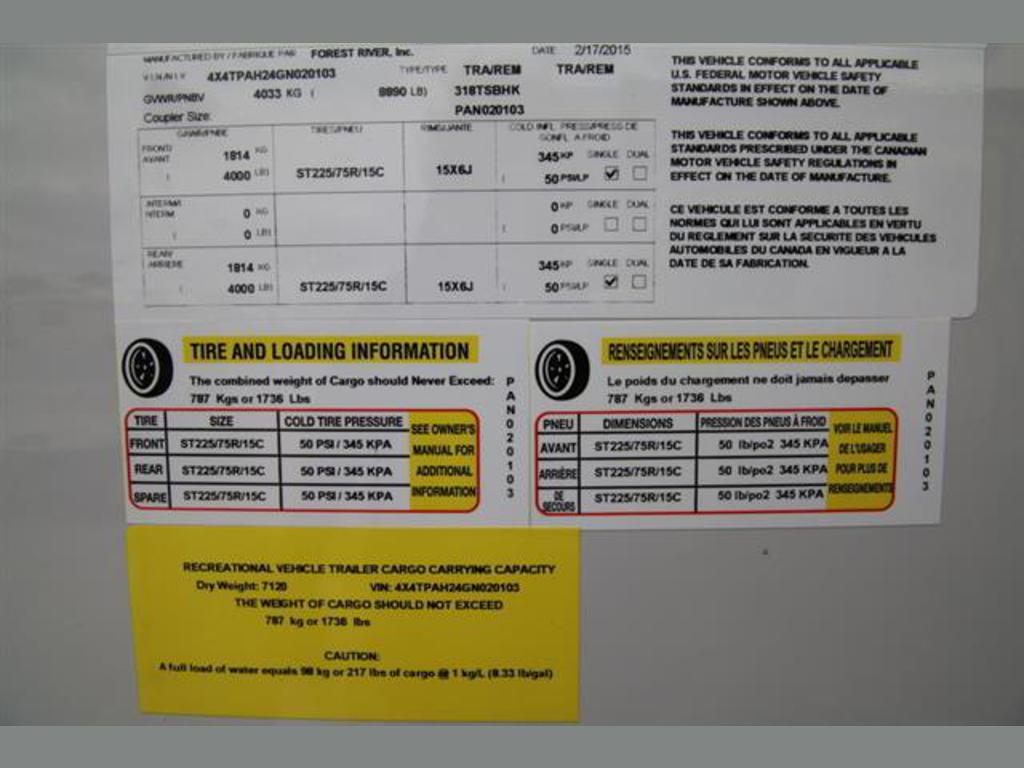 MANUFACTURED BY / FABRIQUE PAR FOREST RIVER, Inc. DATE 2/17/2015
V.I.N./N.I.V 4X4TPAH24GN020103 TYPE/TYPE TRA/REM TRA/REM
GVWR/PNBV 4033 KG ( 8890 LB) 318TSBHK
Coupler Size: PAN020103
GAWR/PNBE TIRES/PNEU RIMS/JANTE COLD INFL. PRESS/PRESS DE GONFL. A FROID
FRONT/ AVANT 1814 KG 345 KP SINGLE DUAL
( 4000 LB) ST225/75R/15C 15X6J ( 50 PSI/LP
INTERM/ INTERM 0 KG 0 KP SINGLE DUAL
( 0 LB) ( 0 PSI/LP
REAR/ ARRIERE 1814 KG 345 KP SINGLE DUAL
( 4000 LB) ST225/75R/15C 15X6J ( 50 PSI/LP
THIS VEHICLE CONFORMS TO ALL APPLICABLE
U.S. FEDERAL MOTOR VEHICLE SAFETY
STANDARDS IN EFFECT ON THE DATE OF
MANUFACTURE SHOWN ABOVE.
THIS VEHICLE CONFORMS TO ALL APPLICABLE
STANDARDS PRESCRIBED UNDER THE CANADIAN
MOTOR VEHICLE SAFETY REGULATIONS IN
EFFECT ON THE DATE OF MANUFACTURE.
CE VEHICULE EST CONFORME A TOUTES LES
NORMES QUI LUI SONT APPLICABLES EN VERTU
DU REGLEMENT SUR LA SECURITE DES VEHICULES
AUTOMOBILES DU CANADA EN VIGUEUR A LA
DATE DE SA FABRICATION.
TIRE AND LOADING INFORMATION
The combined weight of Cargo should Never Exceed:
787 Kgs or 1736 Lbs
TIRE SIZE COLD TIRE PRESSURE
FRONT ST225/75R/15C 50 PSI / 345 KPA
REAR ST225/75R/15C 50 PSI / 345 KPA
SPARE ST225/75R/15C 50 PSI / 345 KPA
SEE OWNER'S
MANUAL FOR
ADDITIONAL
INFORMATION
PAN020103
RENSEIGNEMENTS SUR LES PNEUS ET LE CHARGEMENT
Le poids du chargement ne doit jamais depasser
787 Kgs or 1736 Lbs
PNEU DIMENSIONS PRESSION DES PNEUS À FROID
AVANT ST225/75R/15C 50 lb/po2 345 KPA
ARRIÈRE ST225/75R/15C 50 lb/po2 345 KPA
DE SECOURS ST225/75R/15C 50 lb/po2 345 KPA
VOIR LE MANUEL
DE L'USAGER
POUR PLUS DE
RENSEIGNEMENTS
PAN020103
RECREATIONAL VEHICLE TRAILER CARGO CARRYING CAPACITY
Dry Weight: 7120 VIN: 4X4TPAH24GN020103
THE WEIGHT OF CARGO SHOULD NOT EXCEED
787 kg or 1736 lbs
CAUTION:
A full load of water equals 98 kg or 217 lbs of cargo @ 1 kg/L (8.33 lb/gal)